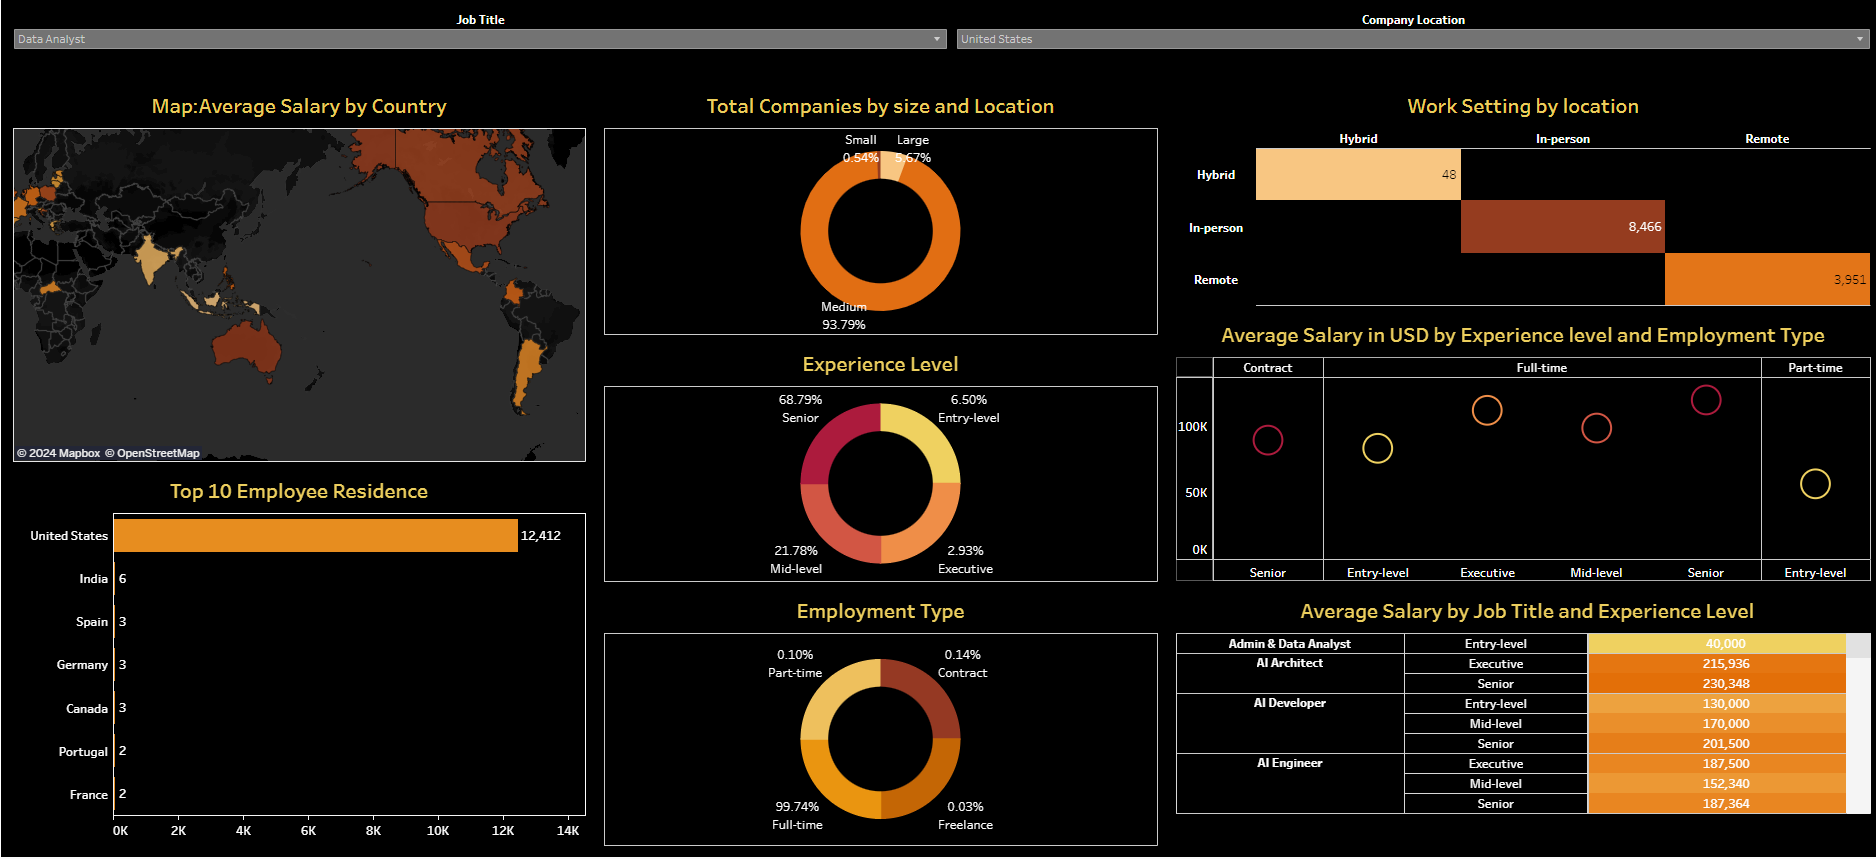 Job Title
Data Analyst
Company Location
United States
Map:Average Salary by Country
© 2024 Mapbox © OpenStreetMap
Top 10 Employee Residence
United States 12,412
India 6
Spain 3
Germany 3
Canada 3
Portugal 2
France 2
0K 2K 4K 6K 8K 10K 12K 14K
Total Companies by size and Location
Small Large
0.54% 5.67%
Medium
93.79%
Experience Level
68.79% 6.50%
Senior Entry-level
21.78% 2.93%
Mid-level Executive
Employment Type
0.10% 0.14%
Part-time Contract
99.74% 0.03%
Full-time Freelance
Work Setting by location
Hybrid In-person Remote
Hybrid 48
In-person 8,466
Remote 3,951
Average Salary in USD by Experience level and Employment Type
Contract Full-time Part-time
100K
50K
0K
Senior Entry-level Executive Mid-level Senior Entry-level
Average Salary by Job Title and Experience Level
Admin & Data Analyst Entry-level 40,000
AI Architect Executive 215,936
Senior 230,348
AI Developer Entry-level 130,000
Mid-level 170,000
Senior 201,500
AI Engineer Executive 187,500
Mid-level 152,340
Senior 187,364